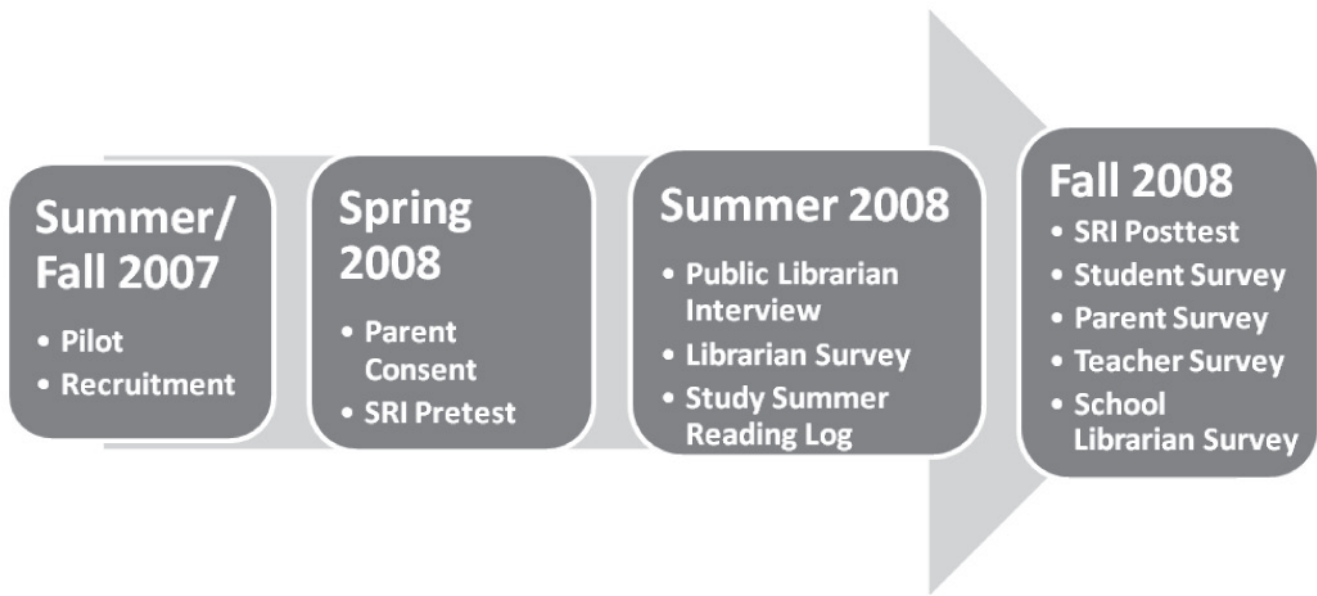 Summer/
Fall 2007
• Pilot
• Recruitment
Spring
2008
• Parent
Consent
• SRI Pretest
Summer 2008
• Public Librarian
Interview
• Librarian Survey
• Study Summer
Reading Log
Fall 2008
• SRI Posttest
• Student Survey
• Parent Survey
• Teacher Survey
• School
Librarian Survey